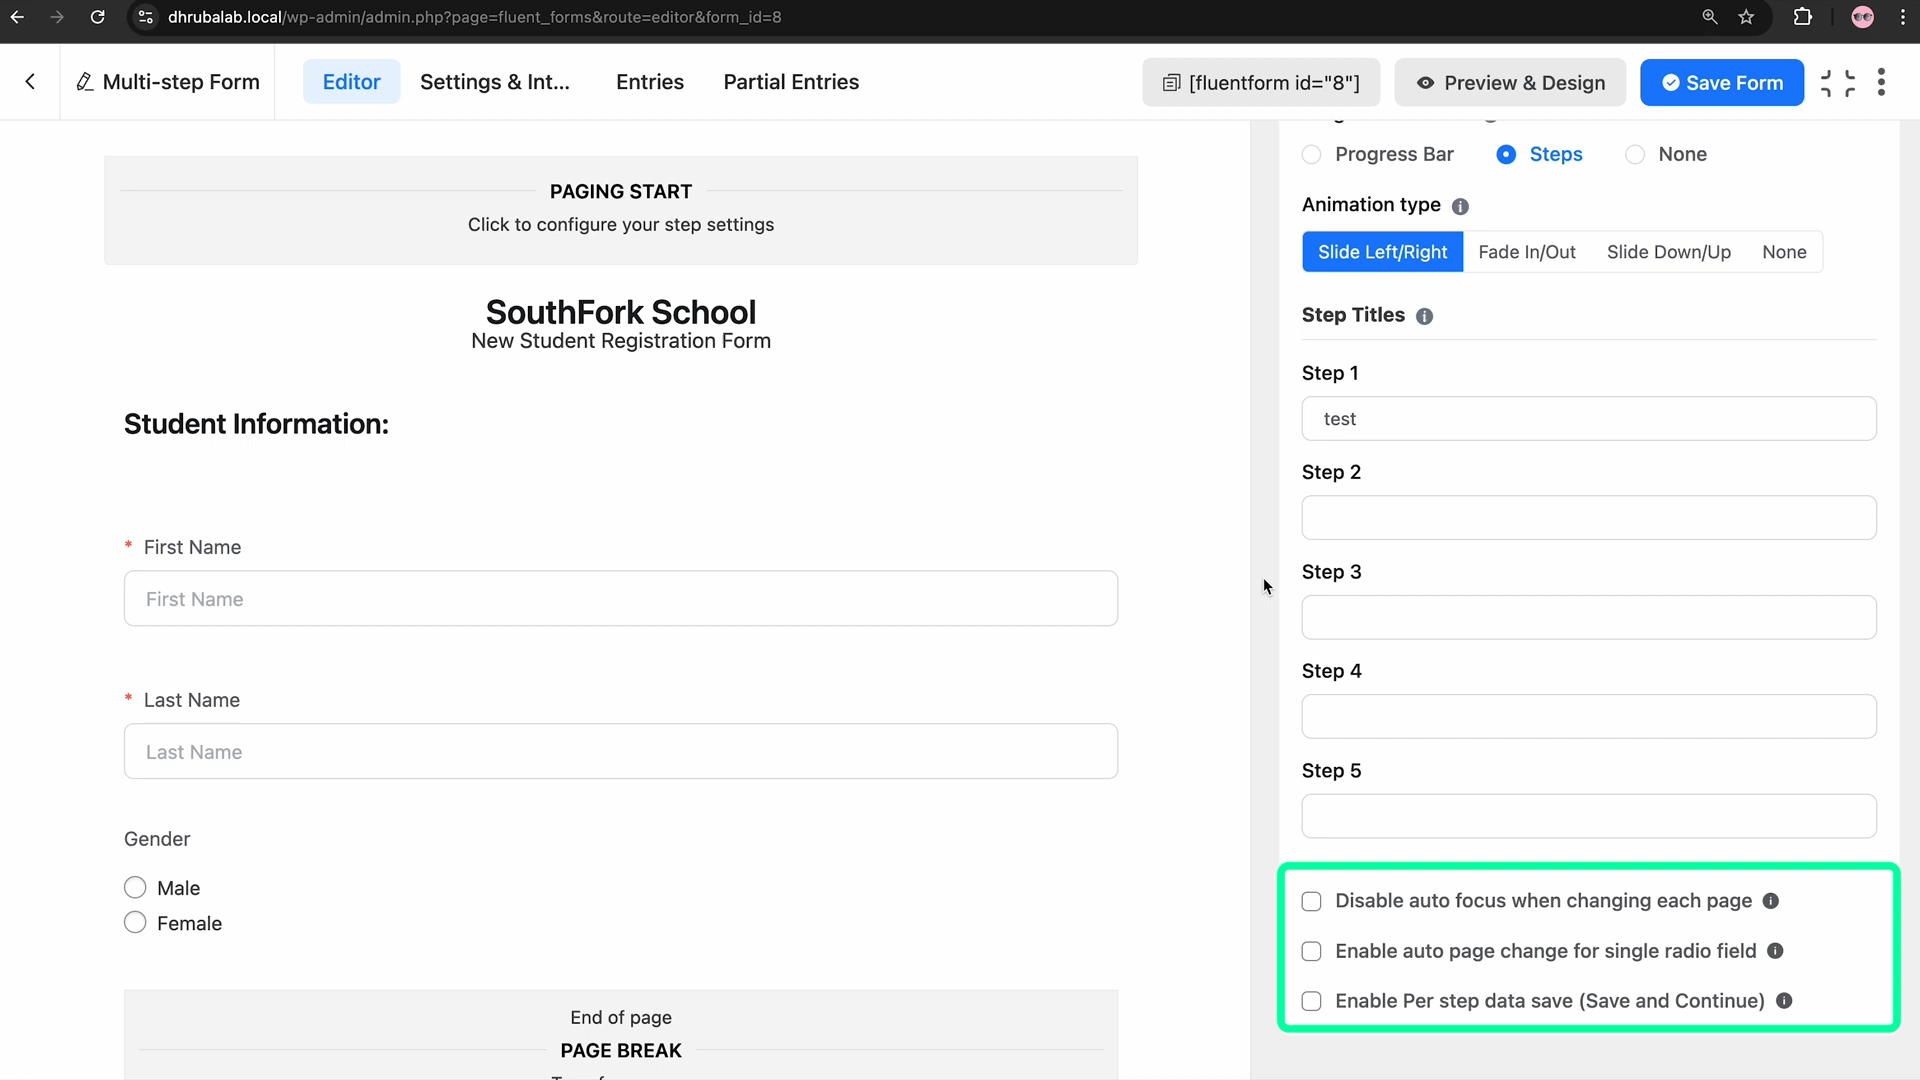 dhrubalab.local/wp-admin/admin.php?page=fluent_forms&route=editor&form_id=8
Multi-step Form
Editor
Settings & Int...
Entries
Partial Entries
[fluentform id="8"]
Preview & Design
Save Form
PAGING START
Click to configure your step settings
SouthFork School
New Student Registration Form
Student Information:
* First Name
First Name
* Last Name
Last Name
Gender
Male
Female
End of page
PAGE BREAK
Progress Bar
Steps
None
Animation type
Slide Left/Right
Fade In/Out
Slide Down/Up
None
Step Titles
Step 1
test
Step 2
Step 3
Step 4
Step 5
Disable auto focus when changing each page
Enable auto page change for single radio field
Enable Per step data save (Save and Continue)